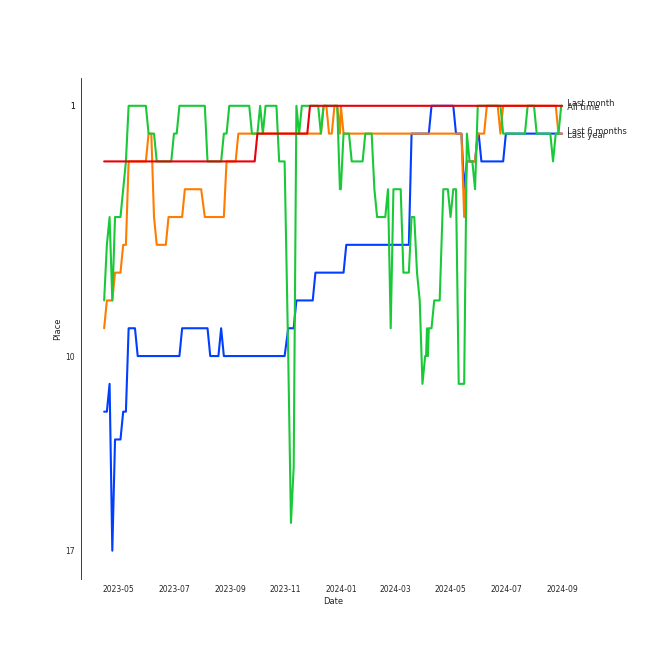 1
10
17
Place
2023-05 2023-07 2023-09 2023-11 2024-01 2024-03 2024-05 2024-07 2024-09
Date
Last month
All time
Last 6 months
Last year